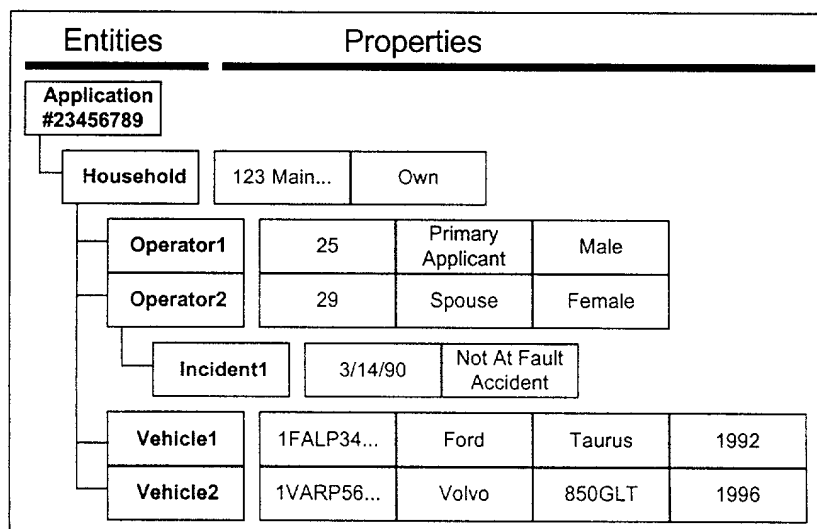 Entities Properties
Application
#23456789
Household 123 Main... Own
Operator1 25 Primary Applicant Male
Operator2 29 Spouse Female
Incident1 3/14/90 Not At Fault Accident
Vehicle1 1FALP34... Ford Taurus 1992
Vehicle2 1VARP56... Volvo 850GLT 1996